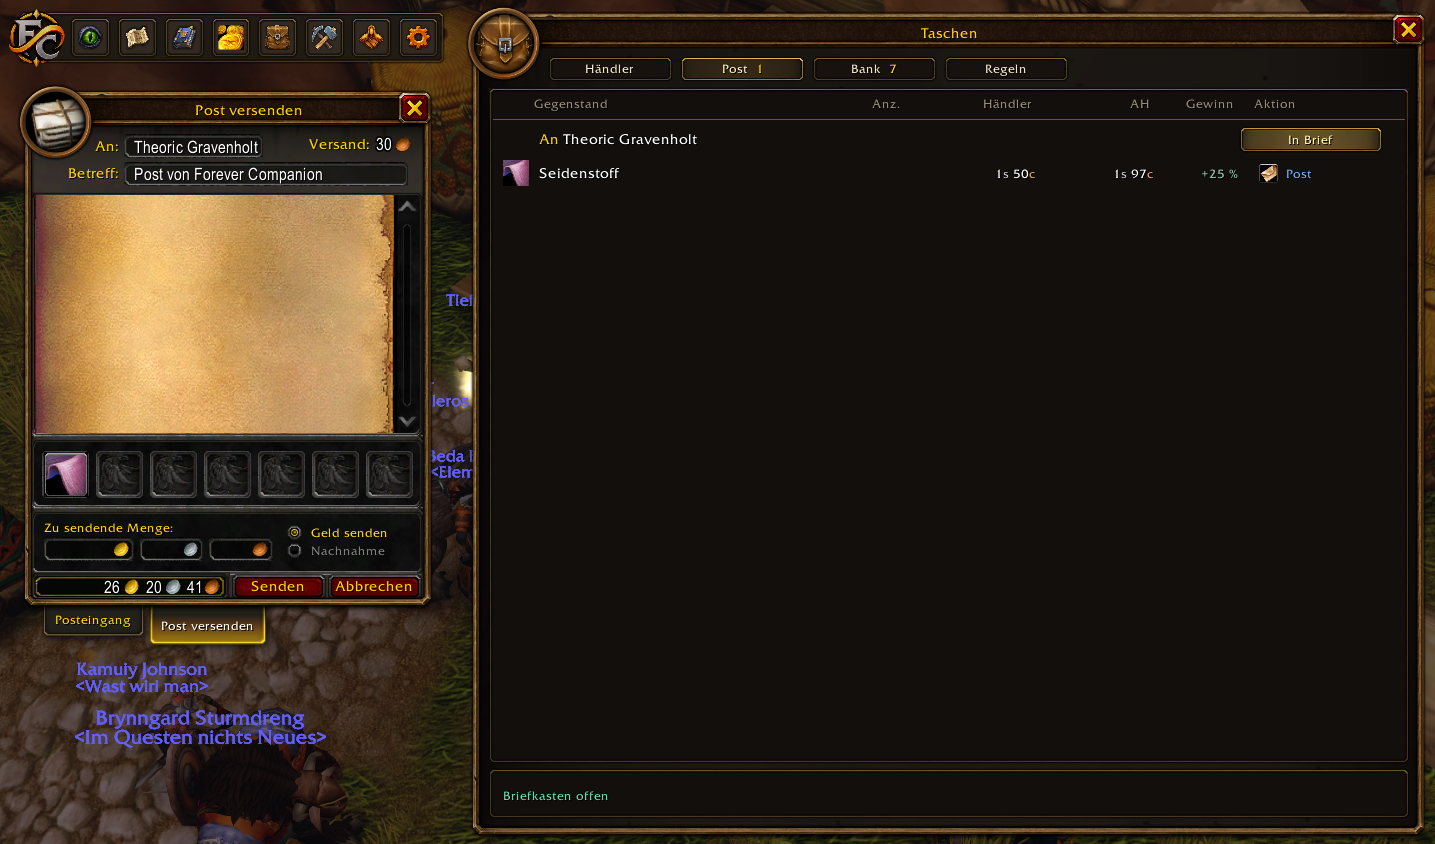 FC
Taschen
Händler
Post 1
Bank 7
Regeln
Gegenstand Anz. Händler AH Gewinn Aktion
An Theoric Gravenholt In Brief
Seidenstoff 1s 50c 1s 97c +25 % Post
Briefkasten offen
Post versenden
An: Theoric Gravenholt Versand: 30
Betreff: Post von Forever Companion
Zu sendende Menge:
Geld senden
Nachnahme
26 20 41 Senden Abbrechen
Posteingang Post versenden
Kamuiy Johnson
<Wast wirl man>
Brynngard Sturmdreng
<Im Questen nichts Neues>